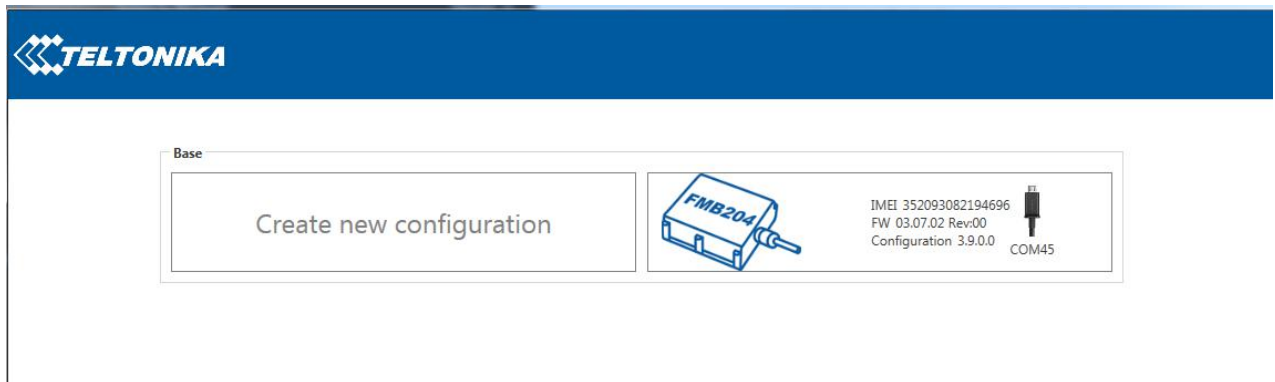 TELTONIKA
Base
Create new configuration
FMB204
IMEI 352093082194696
FW 03.07.02 Rev:00
Configuration 3.9.0.0
COM45